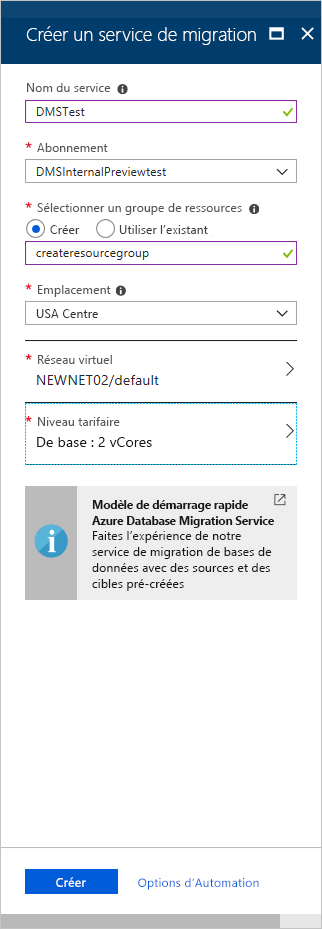 Créer un service de migration
Nom du service
DMSTest
* Abonnement
DMSInternalPreviewtest
* Sélectionner un groupe de ressources
Créer
Utiliser l'existant
createresourcegroup
* Emplacement
USA Centre
* Réseau virtuel
NEWNET02/default
* Niveau tarifaire
De base : 2 vCores
Modèle de démarrage rapide
Azure Database Migration Service
Faites l'expérience de notre
service de migration de bases de
données avec des sources et des
cibles pré-créées
Créer
Options d'Automation